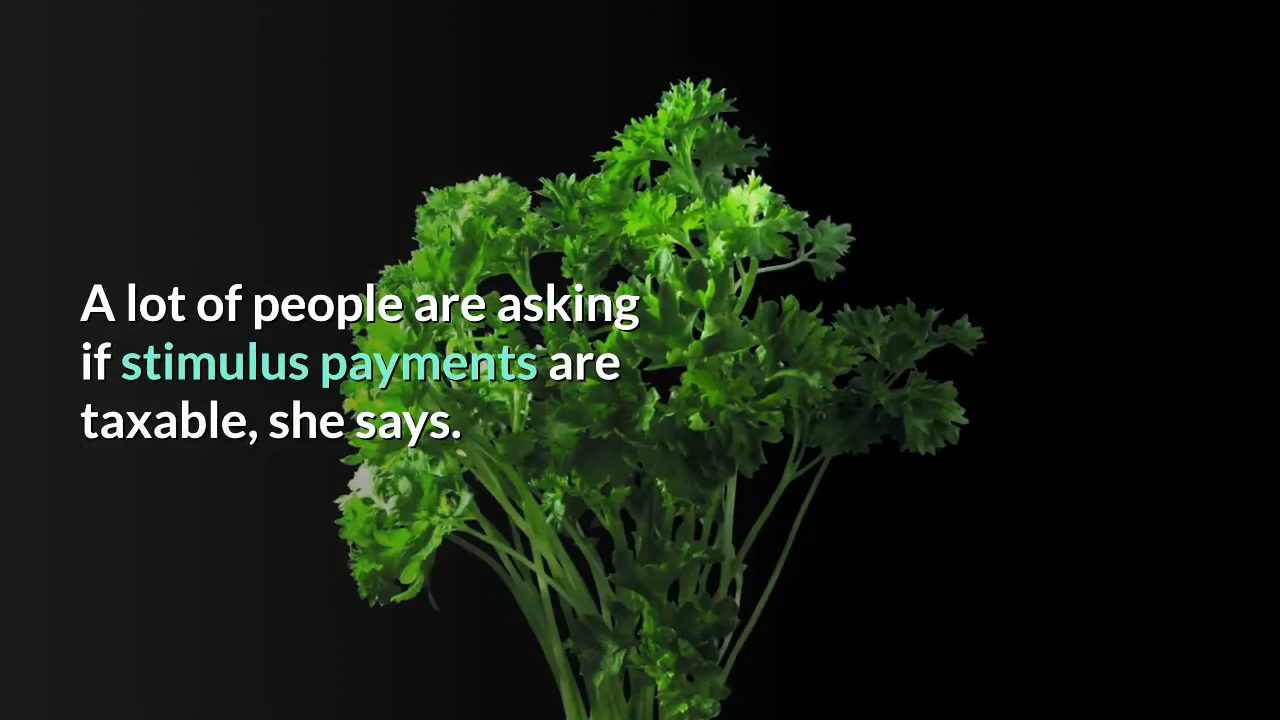 A lot of people are asking
if stimulus payments are
taxable, she says.